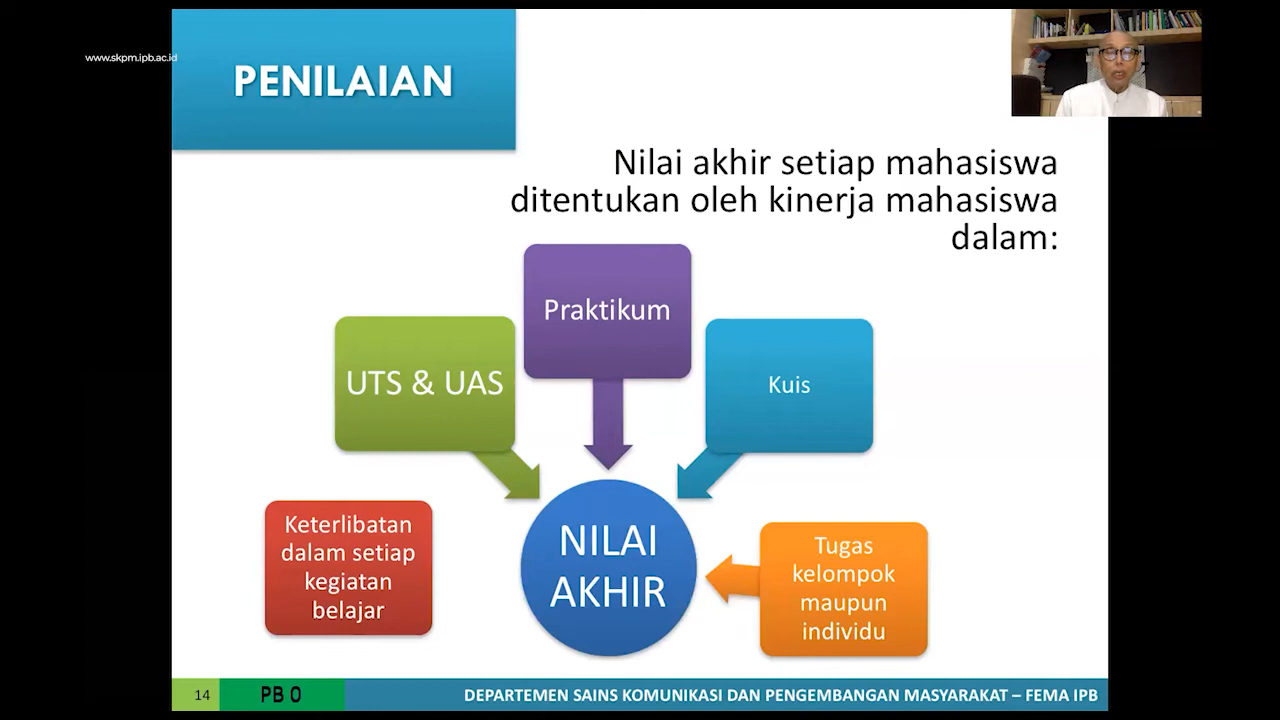 www.skpm.ipb.ac.id
PENILAIAN
Nilai akhir setiap mahasiswa
ditentukan oleh kinerja mahasiswa
dalam:
Praktikum
UTS & UAS
Kuis
NILAI
AKHIR
Keterlibatan
dalam setiap
kegiatan
belajar
Tugas
kelompok
maupun
individu
14
PB 0
DEPARTEMEN SAINS KOMUNIKASI DAN PENGEMBANGAN MASYARAKAT – FEMA IPB